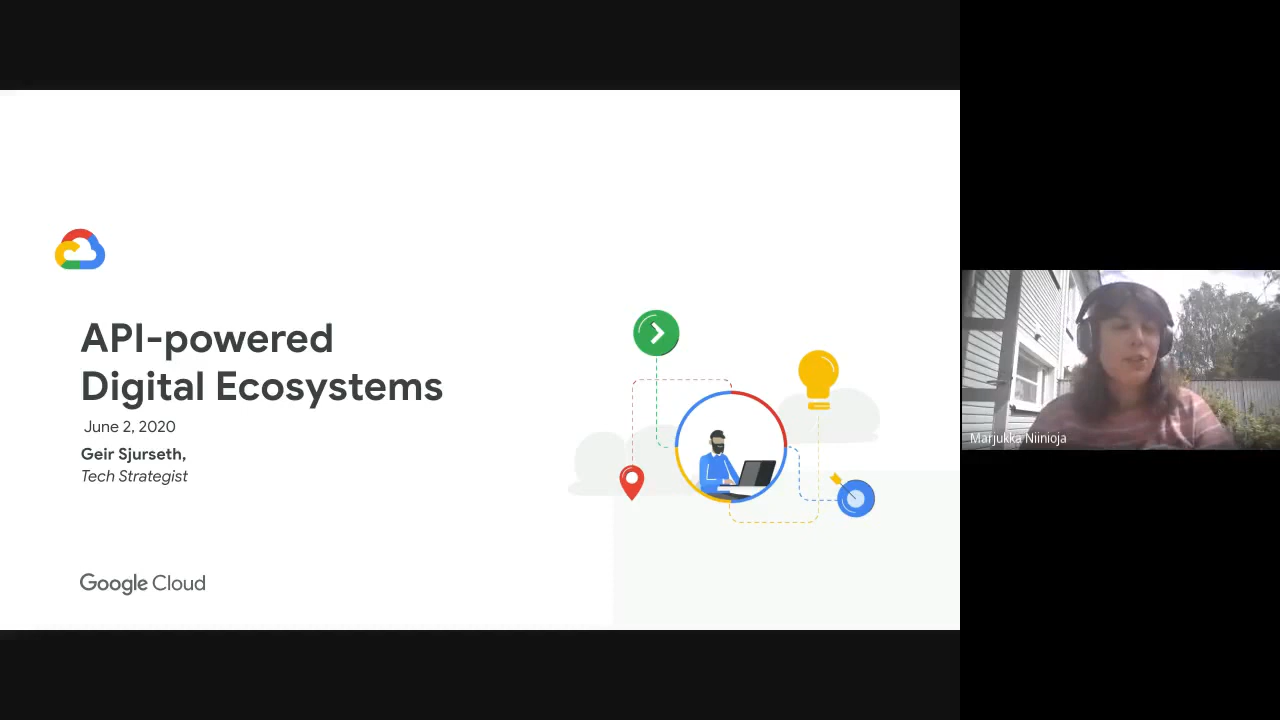 API-powered
Digital Ecosystems
June 2, 2020
Geir Sjurseth,
Tech Strategist
Google Cloud
Marjukka Niinioja